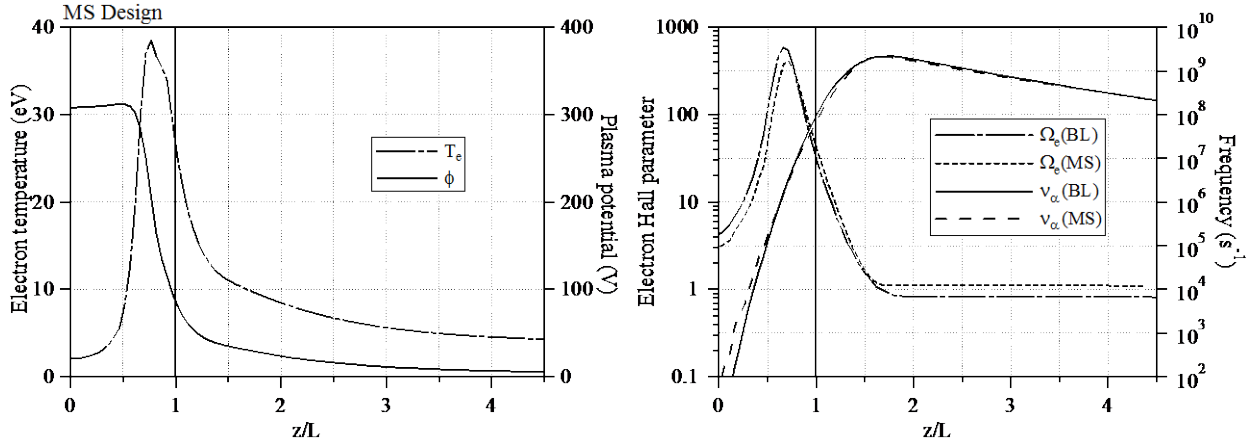 MS Design
40
30
20
10
0
Electron temperature (eV)
400
300
200
100
0
Plasma potential (V)
T_e
ϕ
0 1 2 3 4
z/L
1000
100
10
1
0.1
Electron Hall parameter
10^10
10^9
10^8
10^7
10^6
10^5
10^4
10^3
10^2
Frequency (s^-1)
Ω_e(BL)
Ω_e(MS)
ν_α(BL)
ν_α(MS)
0 1 2 3 4
z/L